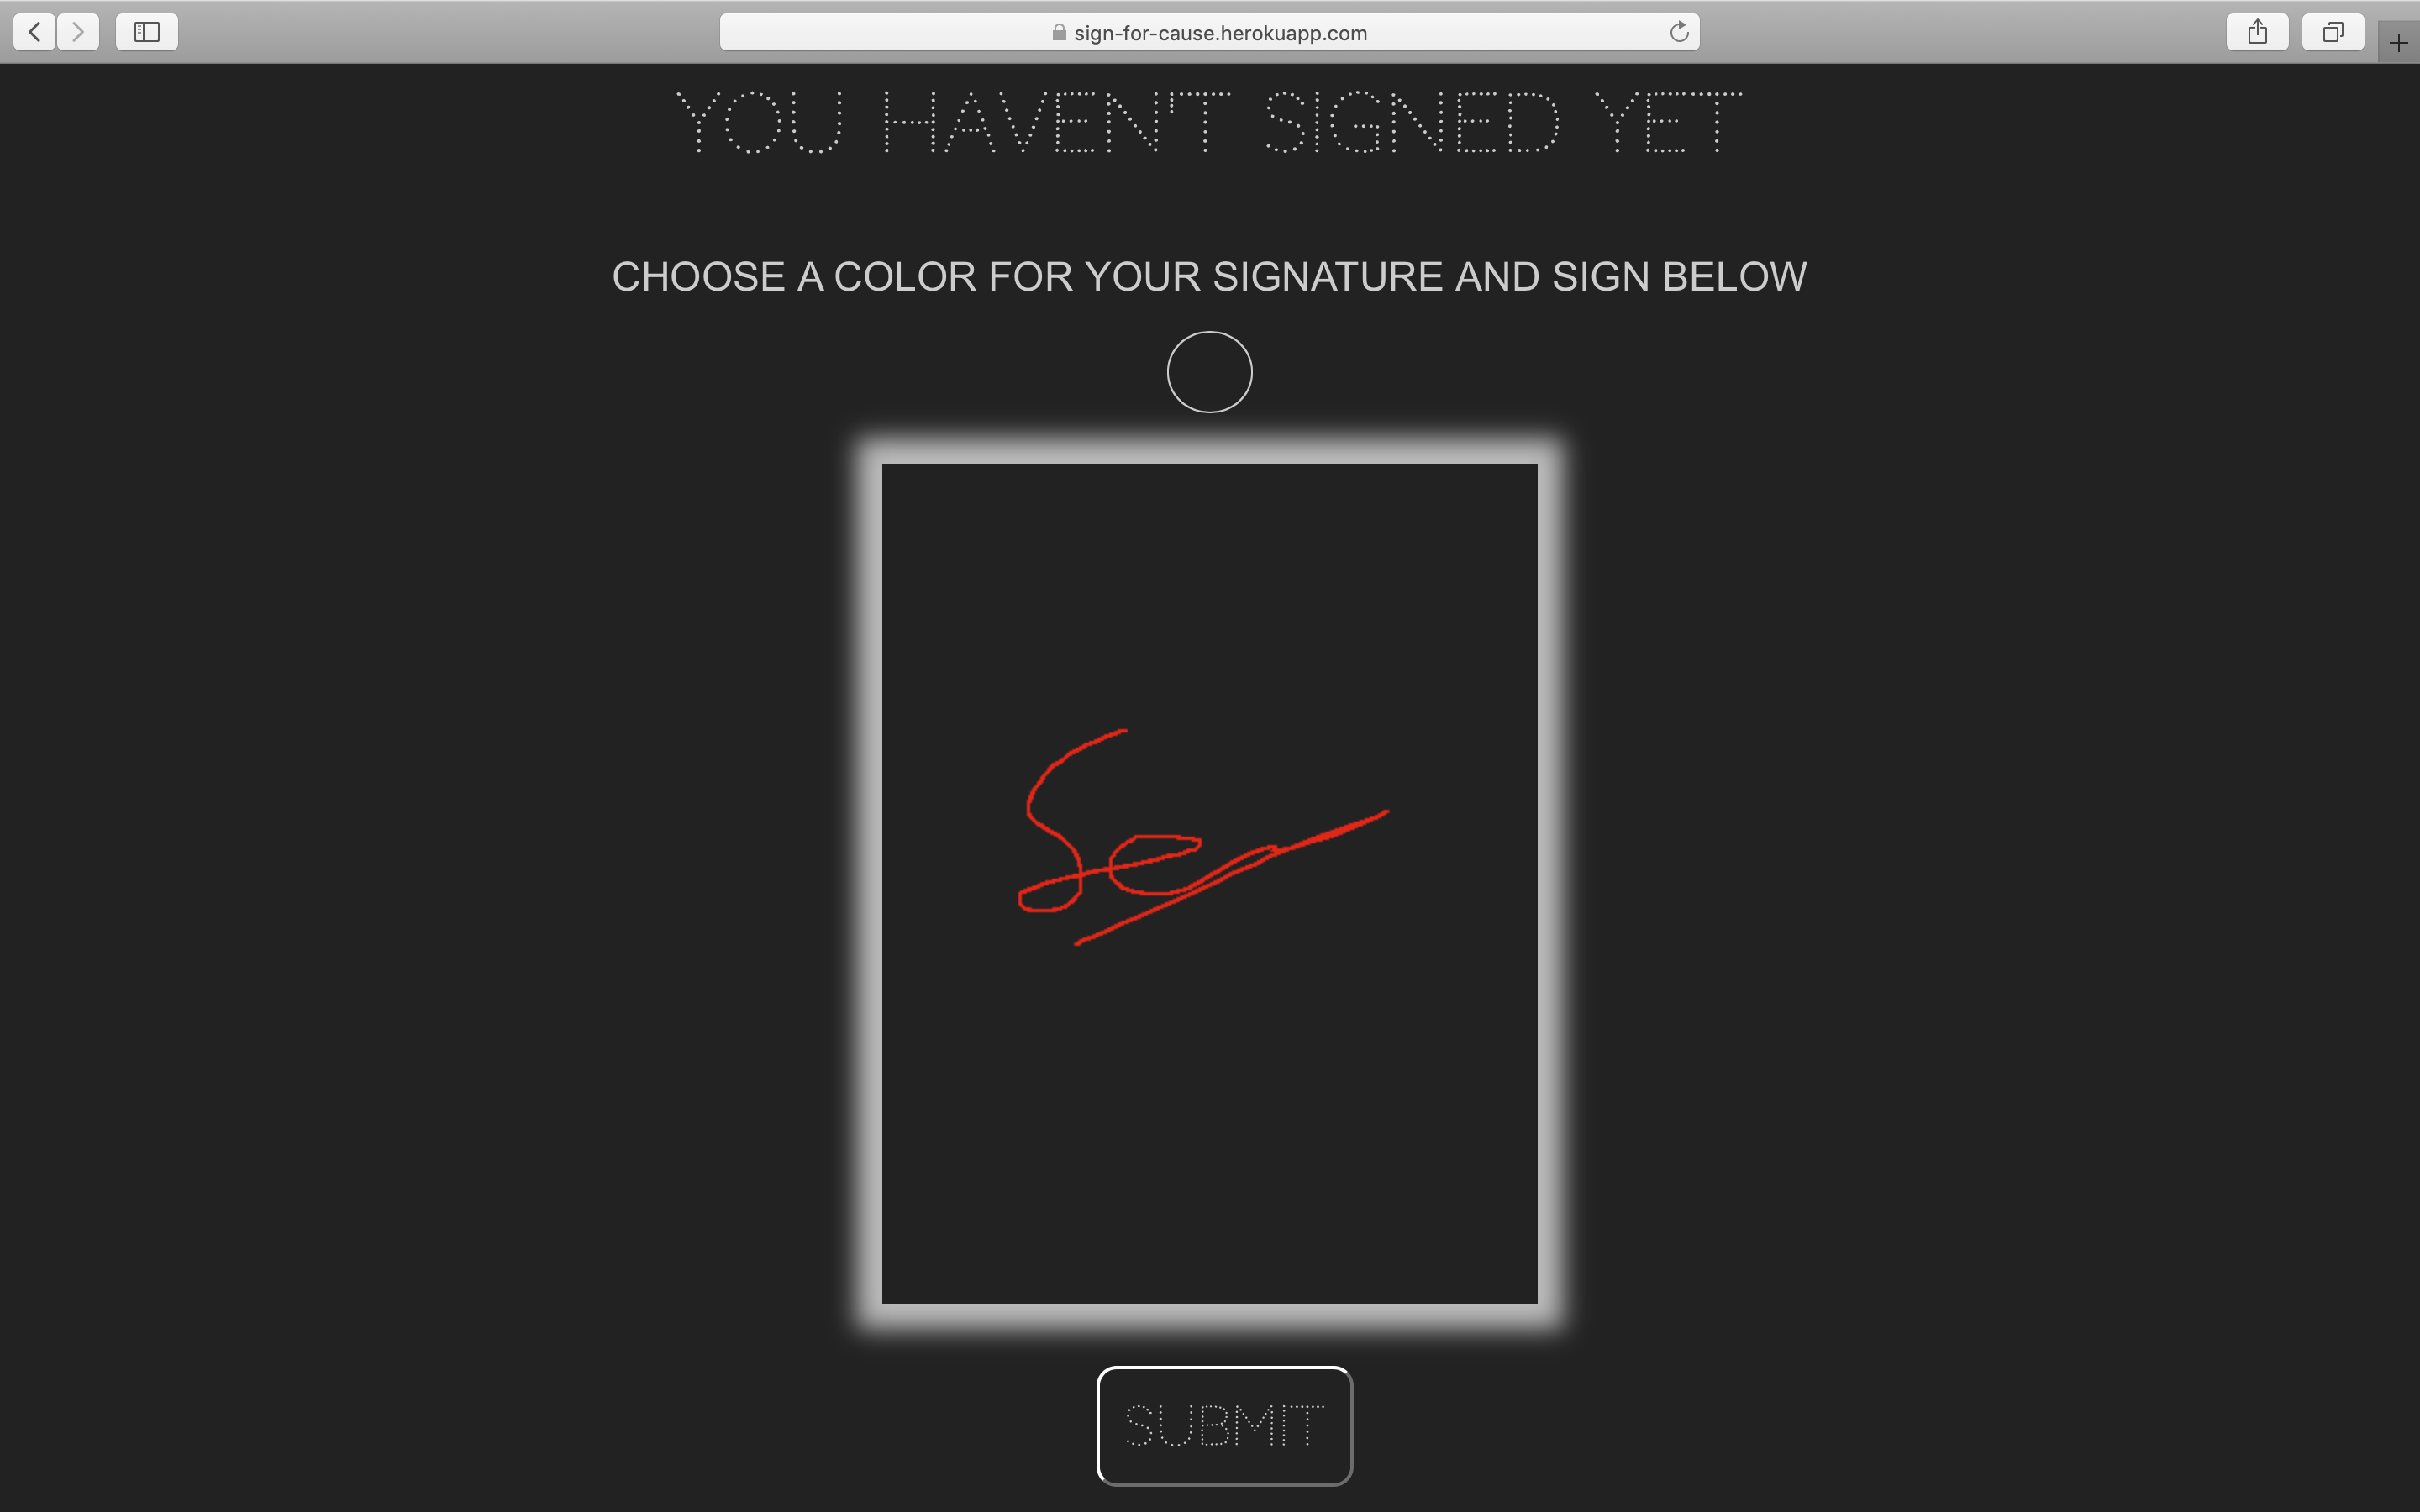 sign-for-cause.herokuapp.com
YOU HAVEN'T SIGNED YET
CHOOSE A COLOR FOR YOUR SIGNATURE AND SIGN BELOW
SUBMIT